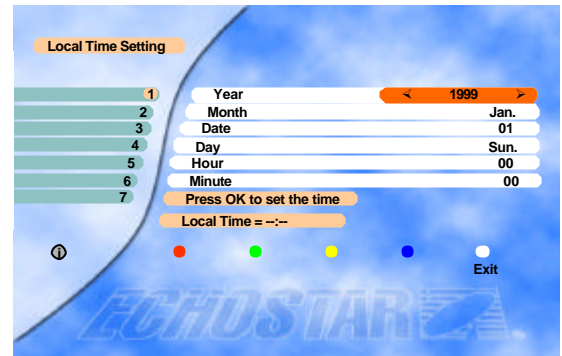 Local Time Setting
1 Year < 1999 >
2 Month Jan.
3 Date 01
4 Day Sun.
5 Hour 00
6 Minute 00
7 Press OK to set the time
Local Time = --:--
i
Exit
ECHOSTAR